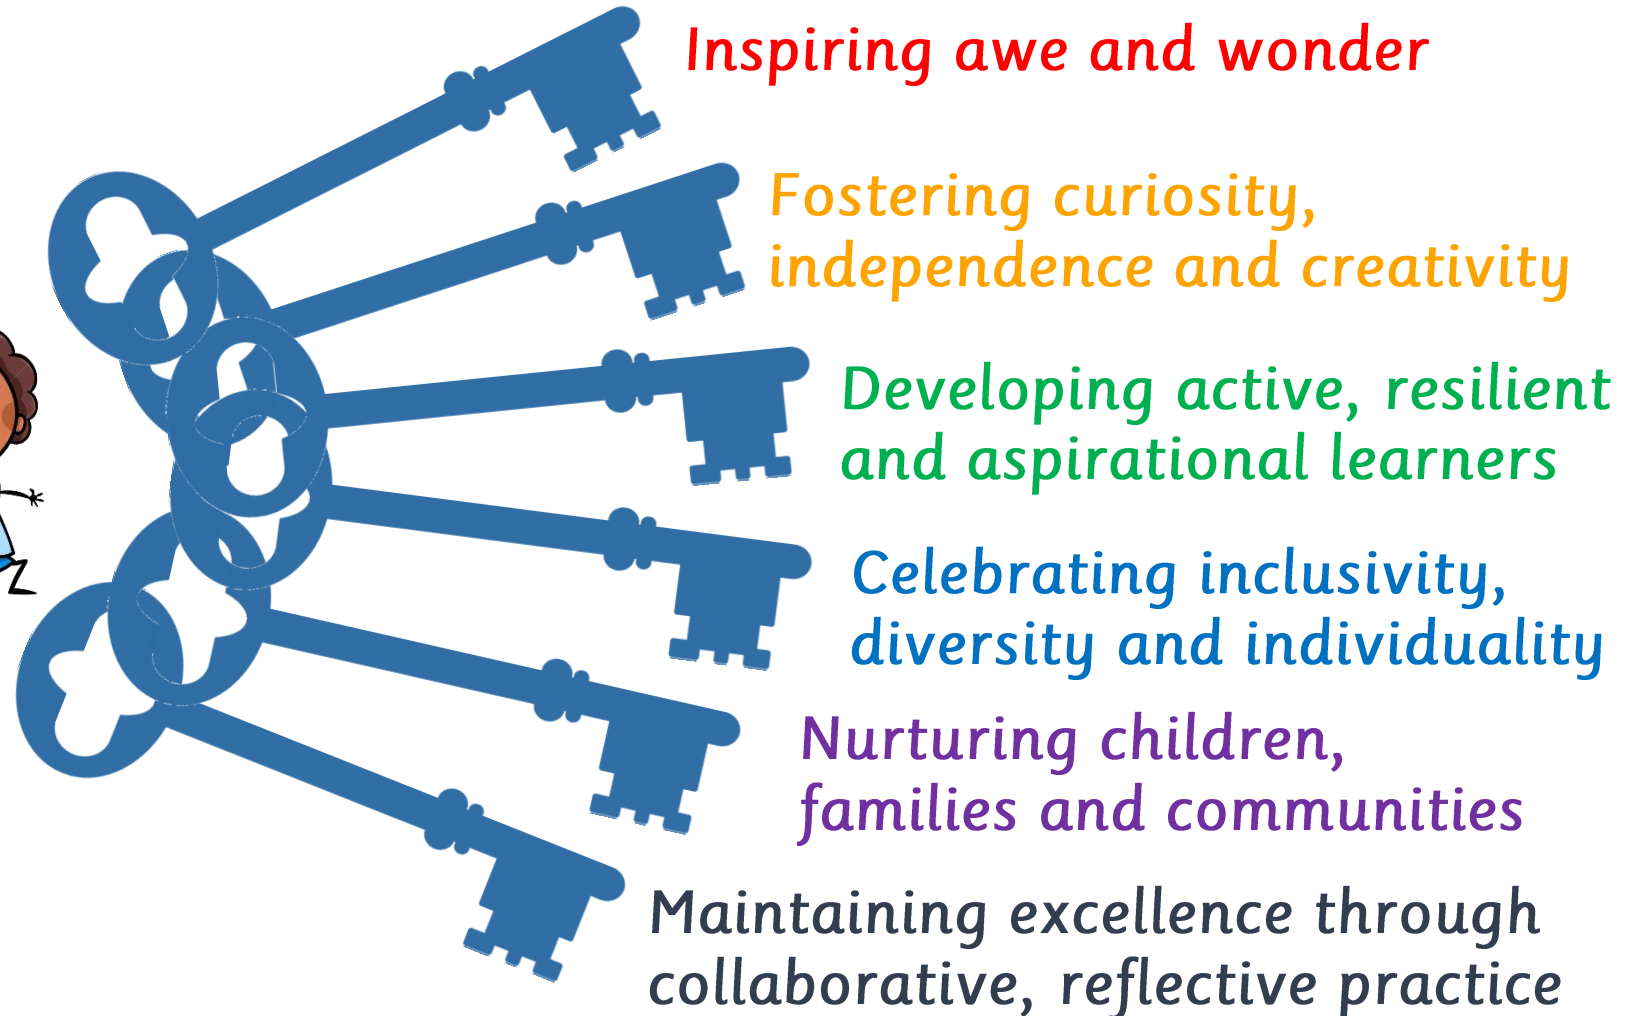 Inspiring awe and wonder
Fostering curiosity,
independence and creativity
Developing active, resilient
and aspirational learners
Celebrating inclusivity,
diversity and individuality
Nurturing children,
families and communities
Maintaining excellence through
collaborative, reflective practice